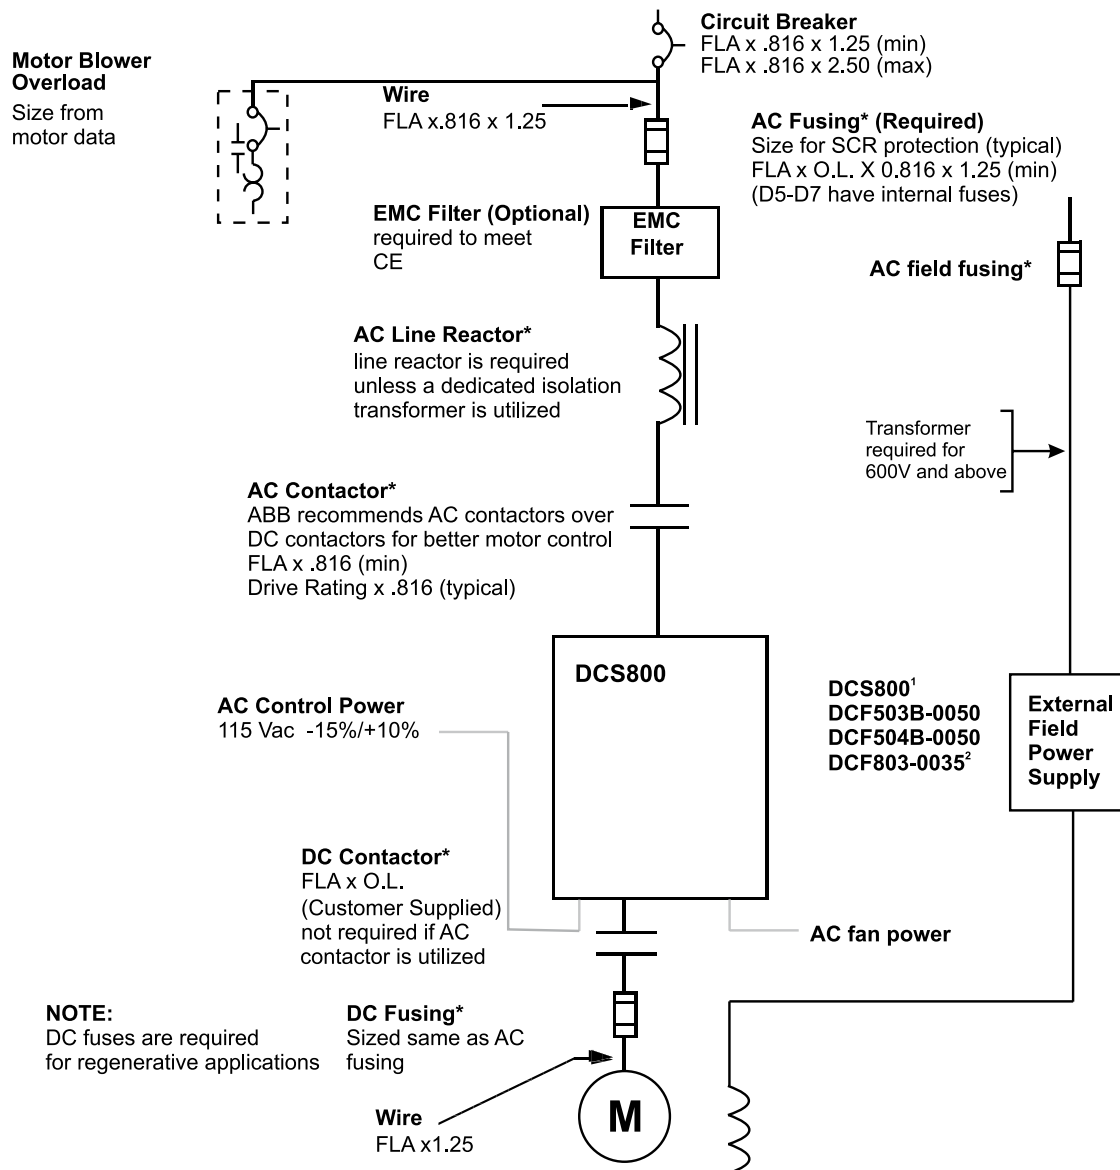 Circuit Breaker
FLA x .816 x 1.25 (min)
FLA x .816 x 2.50 (max)
Motor Blower
Overload
Size from
motor data
Wire
FLA x.816 x 1.25
AC Fusing* (Required)
Size for SCR protection (typical)
FLA x O.L. X 0.816 x 1.25 (min)
(D5-D7 have internal fuses)
EMC Filter (Optional)
required to meet
CE
EMC
Filter
AC field fusing*
AC Line Reactor*
line reactor is required
unless a dedicated isolation
transformer is utilized
Transformer
required for
600V and above
AC Contactor*
ABB recommends AC contactors over
DC contactors for better motor control
FLA x .816 (min)
Drive Rating x .816 (typical)
DCS800
AC Control Power
115 Vac -15%/+10%
DCS800¹
DCF503B-0050
DCF504B-0050
DCF803-0035²
External
Field
Power
Supply
DC Contactor*
FLA x O.L.
(Customer Supplied)
not required if AC
contactor is utilized
AC fan power
NOTE:
DC fuses are required
for regenerative applications
DC Fusing*
Sized same as AC
fusing
Wire
FLA x1.25
M